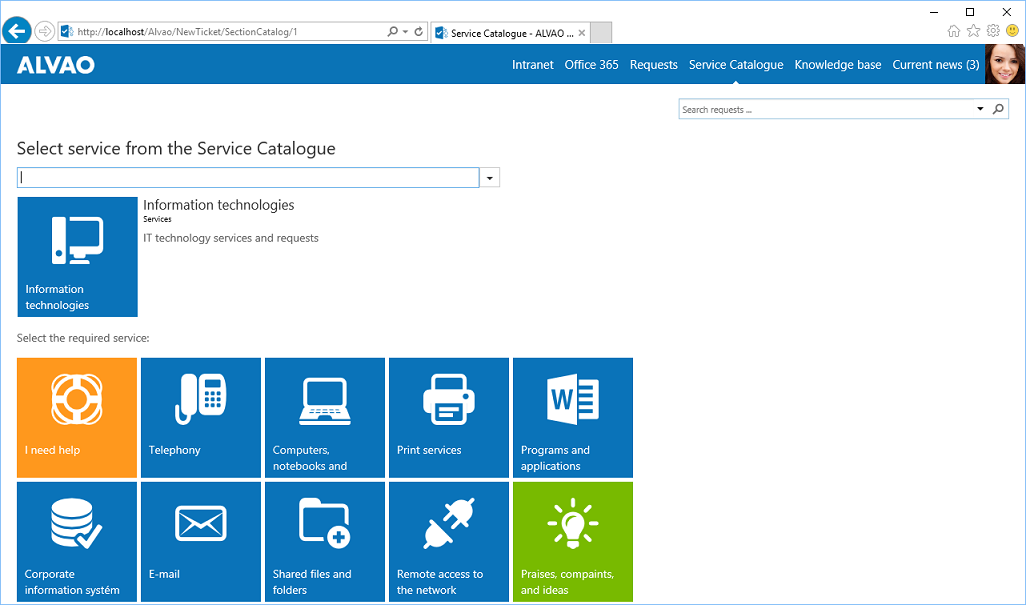 http://localhost/Alvao/NewTicket/SectionCatalog/1
Service Catalogue - ALVAO ...
ALVAO
Intranet Office 365 Requests Service Catalogue Knowledge base Current news (3)
Search requests ...
Select service from the Service Catalogue
Information technologies
Services
IT technology services and requests
Information
technologies
Select the required service:
I need help
Telephony
Computers,
notebooks and
Print services
W
Programs and
applications
Corporate
information systém
E-mail
Shared files and
folders
Remote access to
the network
Praises, compaints,
and ideas